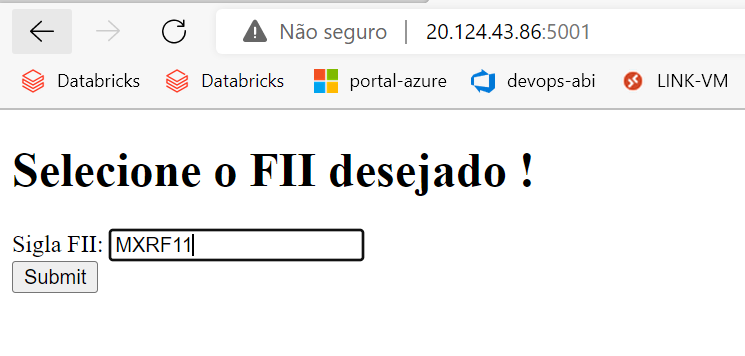 Não seguro | 20.124.43.86:5001
Databricks Databricks portal-azure devops-abi LINK-VM
Selecione o FII desejado !
Sigla FII: MXRF11
Submit